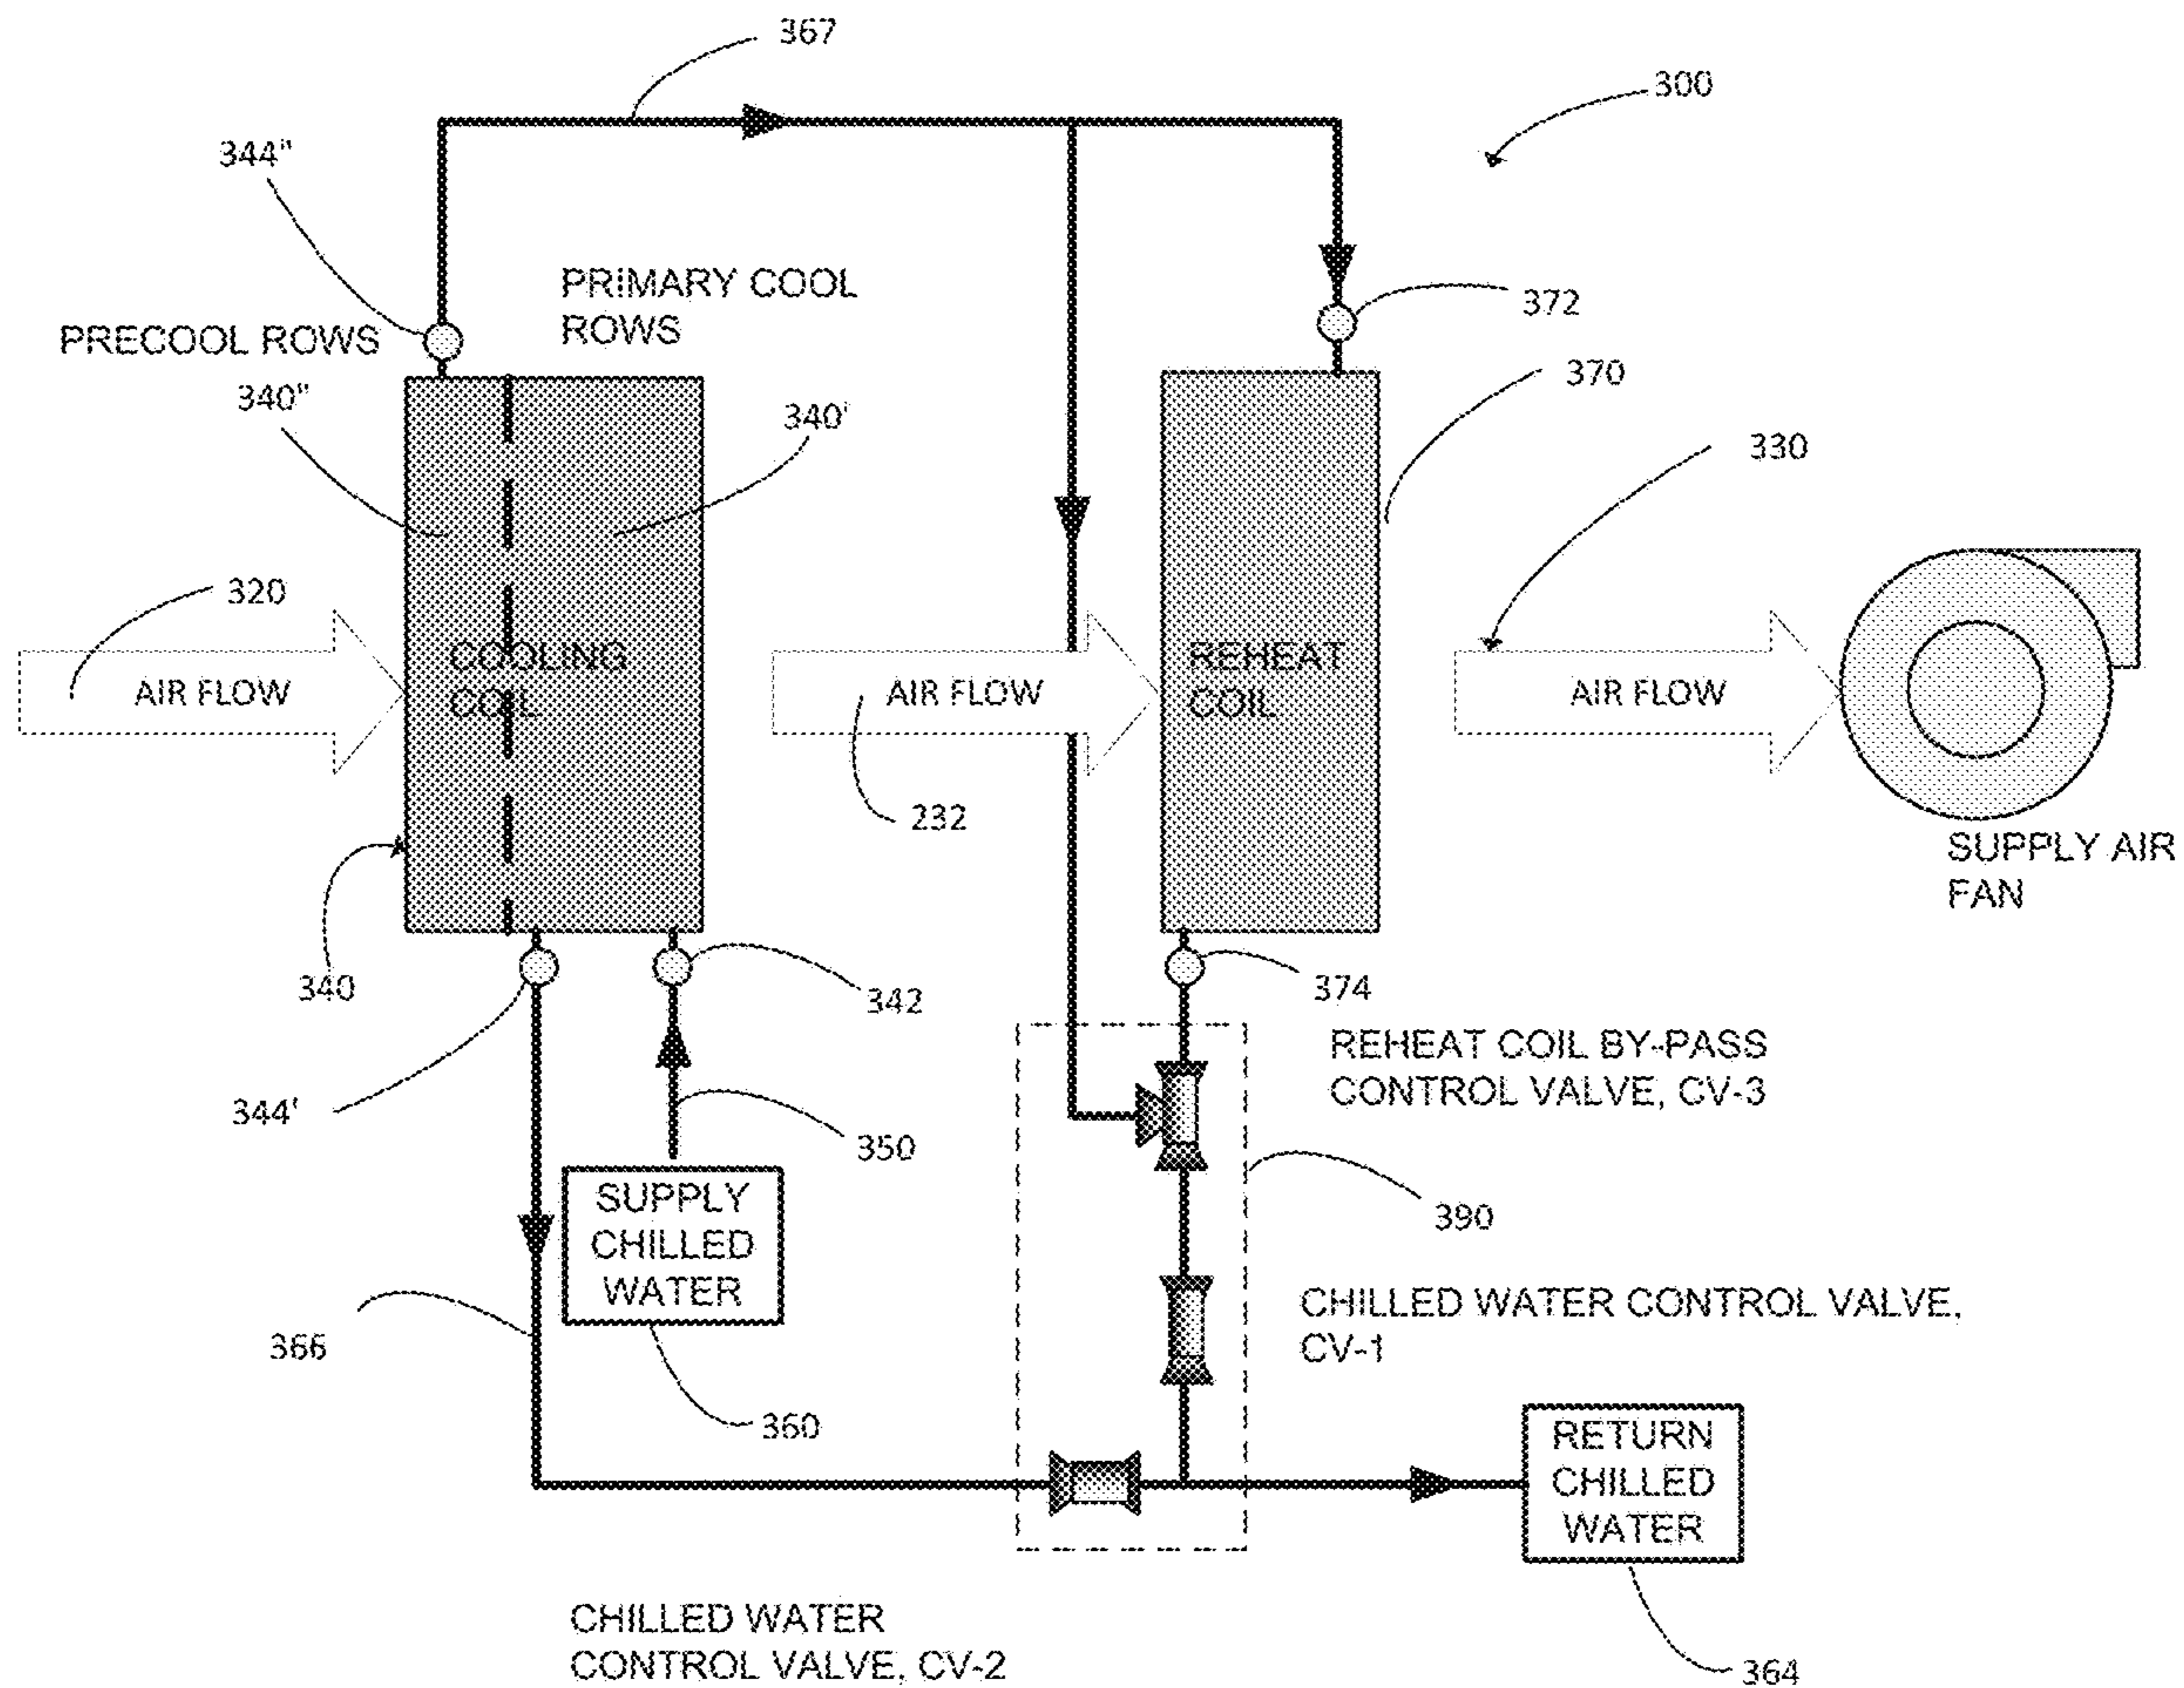 367
300
344"
PRIMARY COOL
ROWS
372
PRECOOL ROWS
370
340"
340'
330
320
COOLING
COIL
REHEAT
COIL
AIR FLOW
AIR FLOW
AIR FLOW
232
SUPPLY AIR
FAN
340
342
374
REHEAT COIL BY-PASS
CONTROL VALVE, CV-3
344'
350
SUPPLY
CHILLED
WATER
390
CHILLED WATER CONTROL VALVE,
CV-1
366
360
RETURN
CHILLED
WATER
CHILLED WATER
CONTROL VALVE, CV-2
364